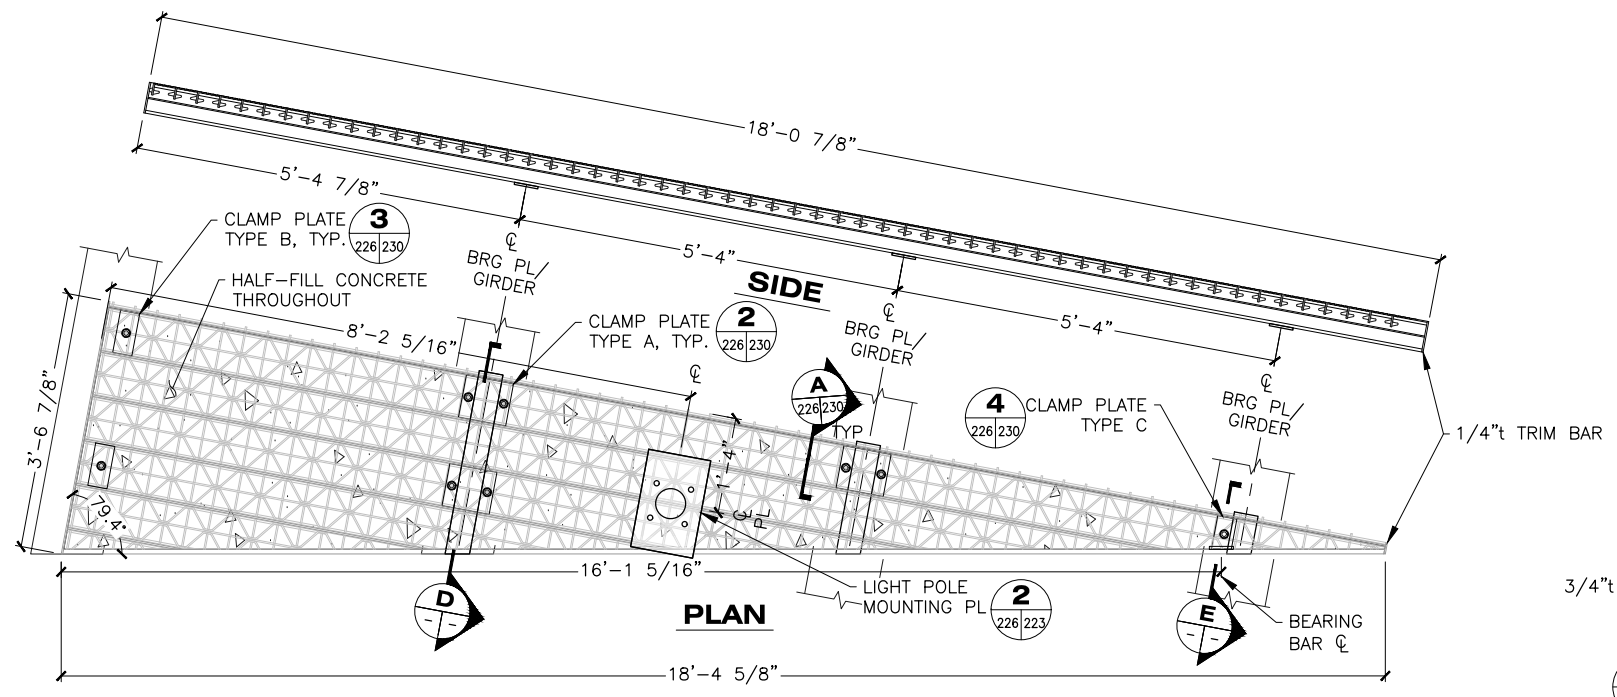 18'-0 7/8"
5'-4 7/8"
CLAMP PLATE
TYPE B, TYP.
3
226 230
HALF-FILL CONCRETE
THROUGHOUT
℄
BRG PL/
GIRDER
5'-4"
SIDE
℄
BRG PL/
GIRDER
5'-4"
℄
BRG PL/
GIRDER
8'-2 5/16"
CLAMP PLATE
TYPE A, TYP.
2
226 230
℄
A
226 230
TYP
4
226 230
CLAMP PLATE
TYPE C
1/4"t TRIM BAR
3'-6 7/8"
79.4°
1'-4"
℄
PL
16'-1 5/16"
LIGHT POLE
MOUNTING PL
2
226 223
3/4"t
D
- -
PLAN
E
- -
BEARING
BAR ℄
18'-4 5/8"